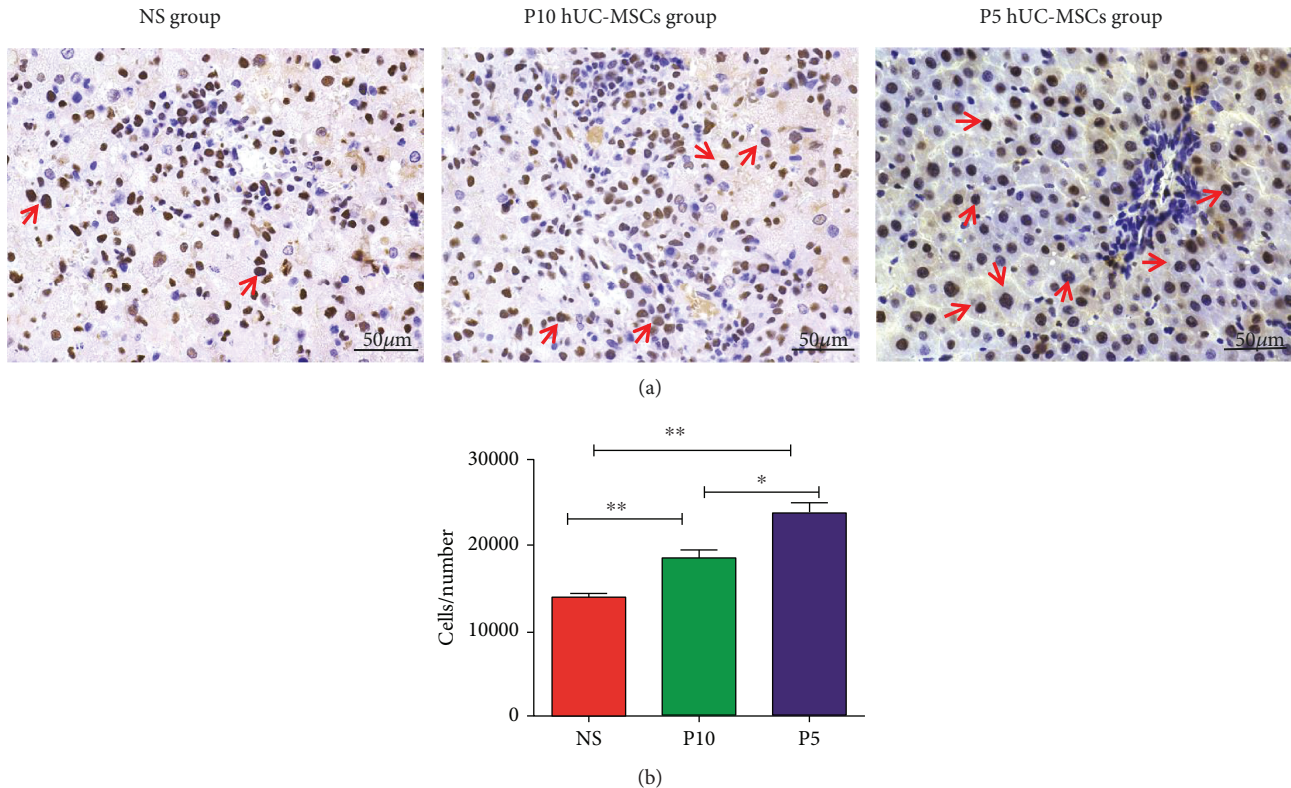 NS group
P10 hUC-MSCs group
P5 hUC-MSCs group
50μm
50μm
50μm
(a)
**
*
**
30000
20000
10000
0
Cells/number
NS
P10
P5
(b)